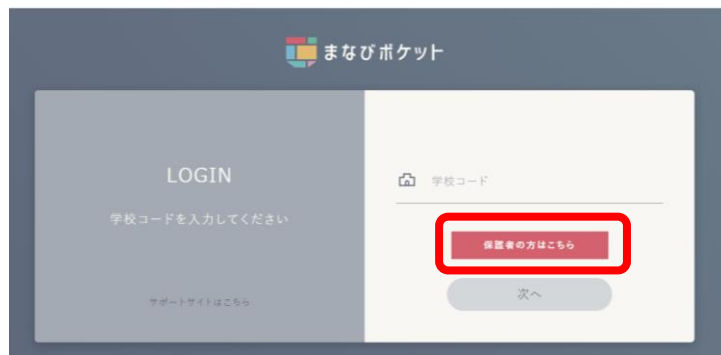 まなびポケット
LOGIN
学校コードを入力してください
サポートサイトはこちら
学校コード
保護者の方はこちら
次へ